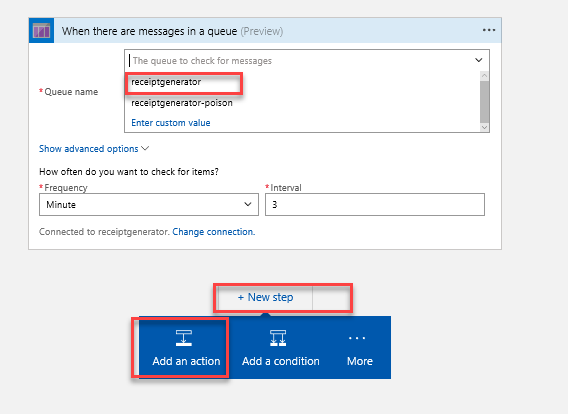 When there are messages in a queue (Preview)
The queue to check for messages
* Queue name
receiptgenerator
receiptgenerator-poison
Enter custom value
Show advanced options
How often do you want to check for items?
* Frequency
* Interval
Minute
3
Connected to receiptgenerator. Change connection.
+ New step
Add an action
Add a condition
More